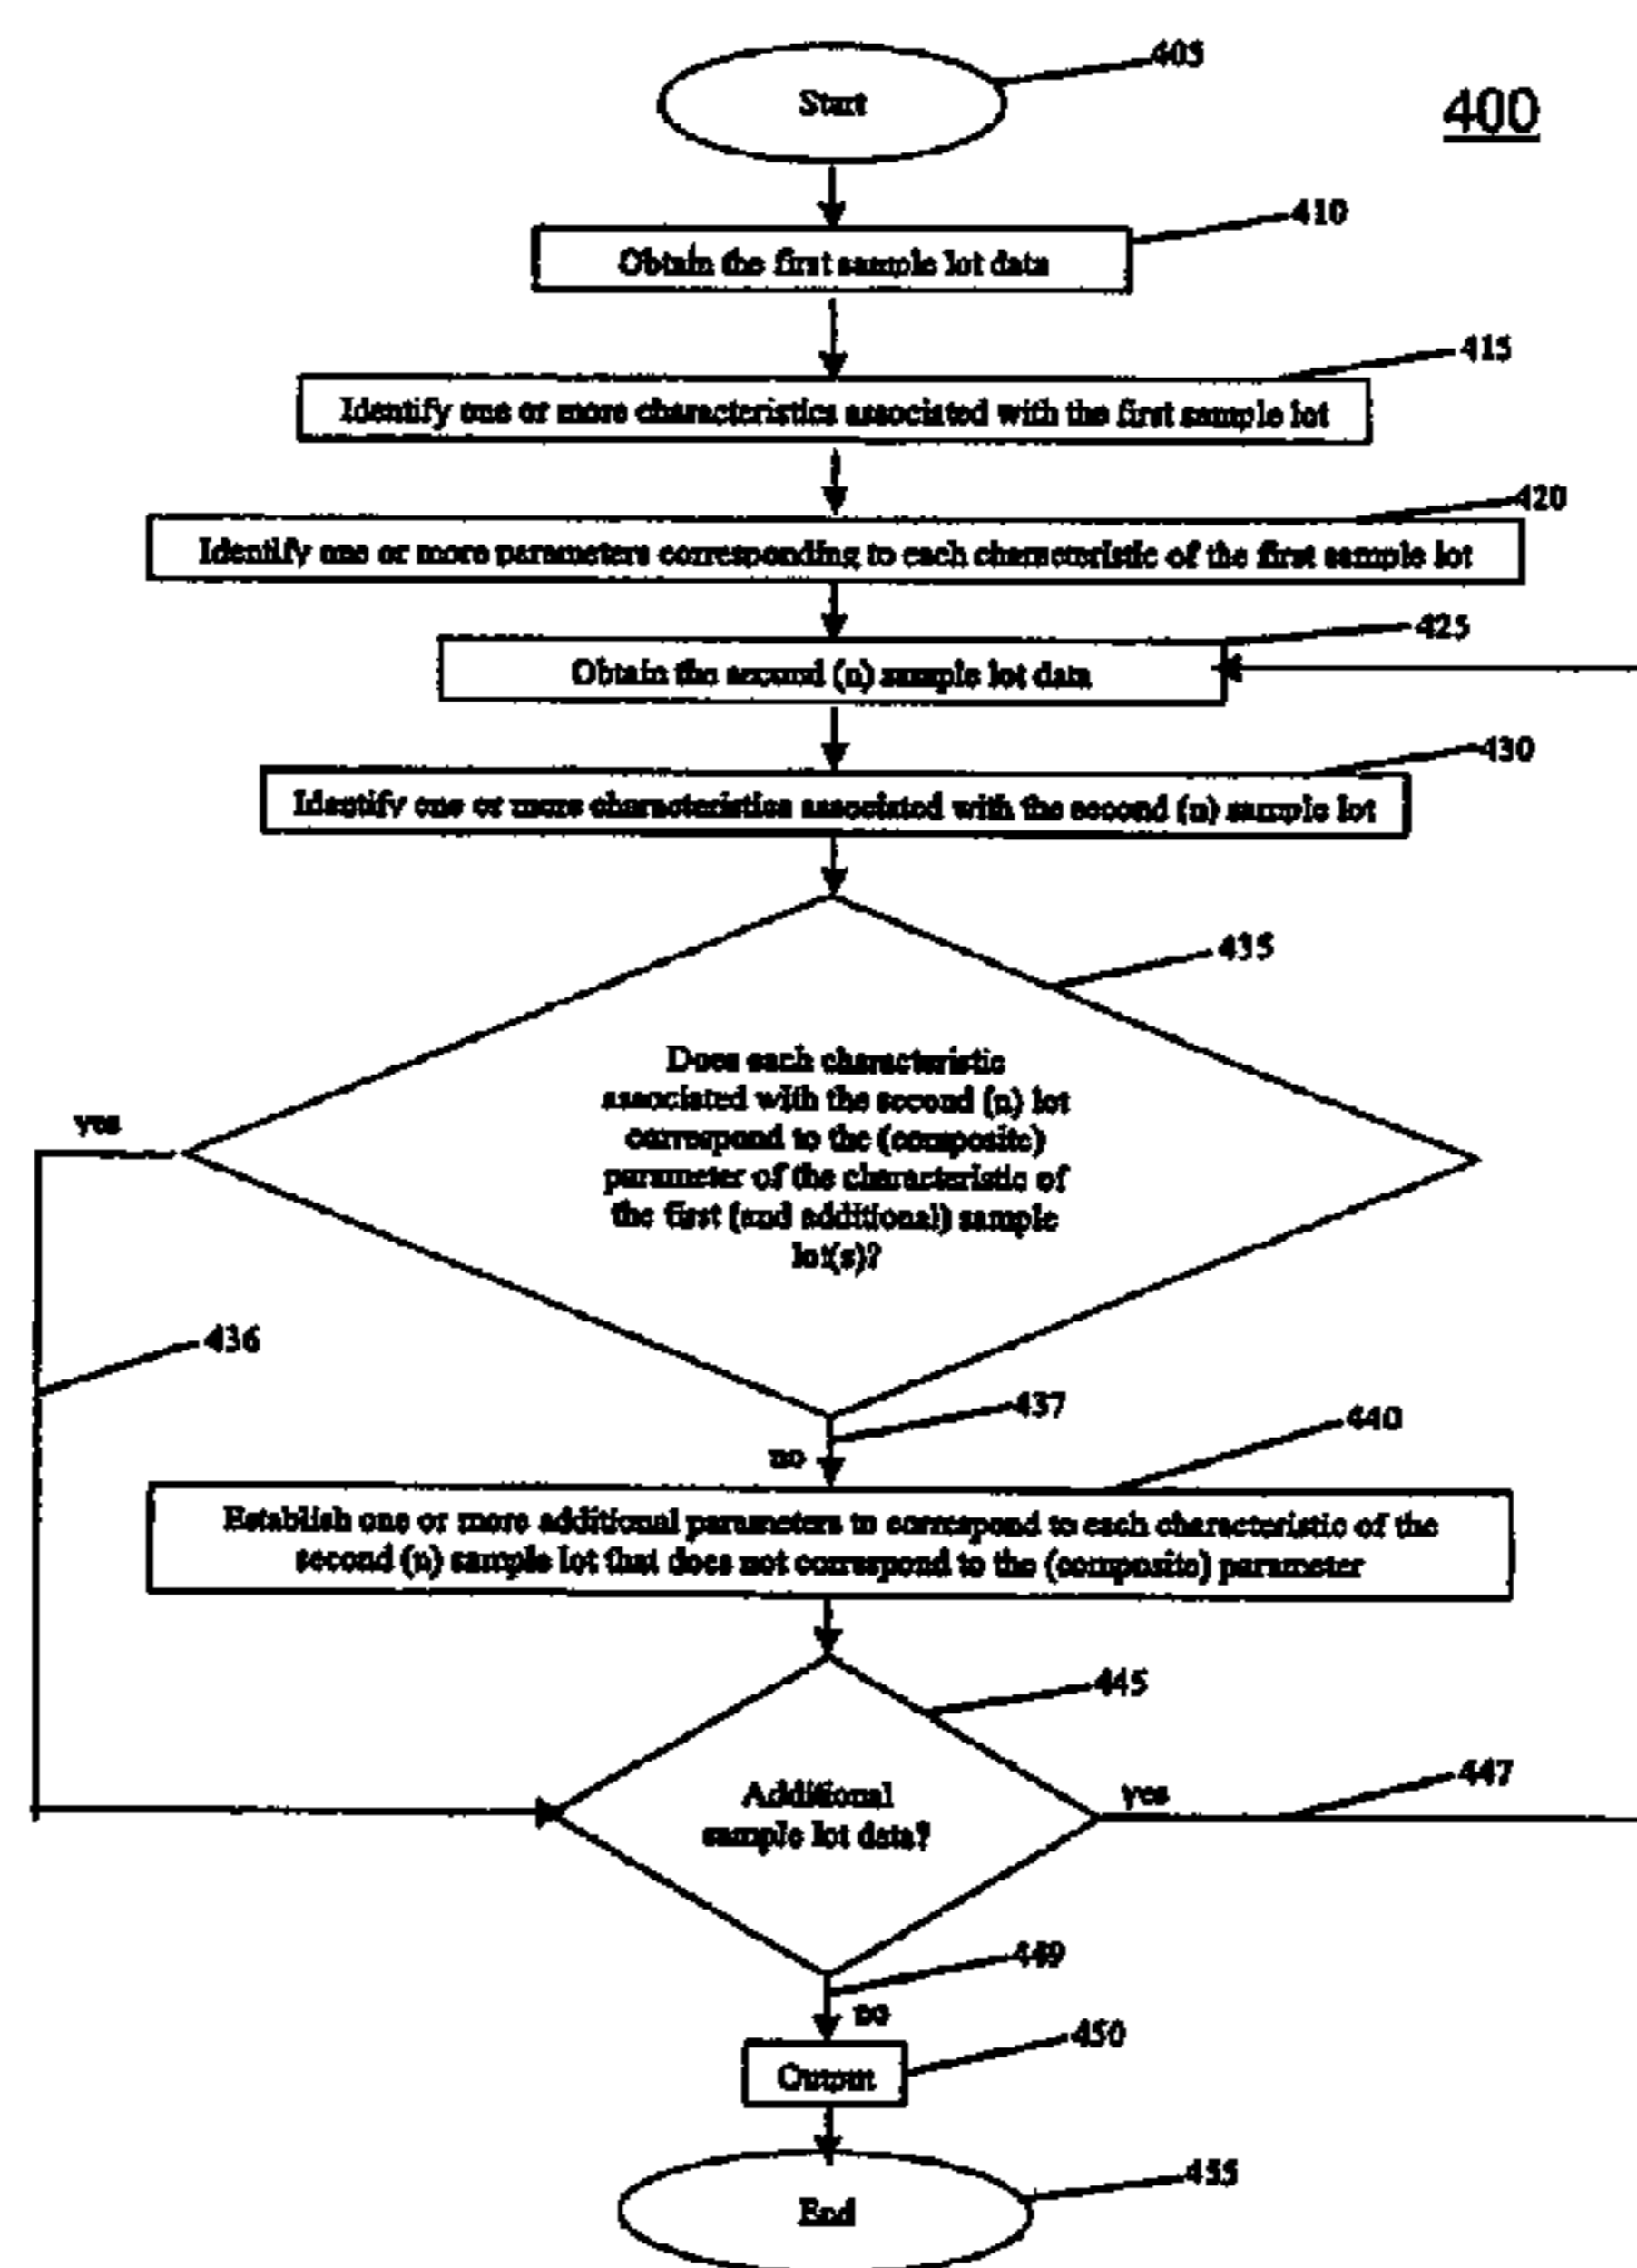 405
Start
400
410
Obtain the first sample lot data
415
Identify one or more characteristics associated with the first sample lot
420
Identify one or more parameters corresponding to each characteristic of the first sample lot
425
Obtain the second (n) sample lot data
430
Identify one or more characteristics associated with the second (n) sample lot
435
Does each characteristic
associated with the second (n) lot
correspond to the (composite)
parameter of the characteristic of
the first (and additional) sample
lot(s)?
yes
436
437
no
440
Establish one or more additional parameters to correspond to each characteristic of the
second (n) sample lot that does not correspond to the (composite) parameter
445
Additional
sample lot data?
yes
447
449
no
450
Output
455
End